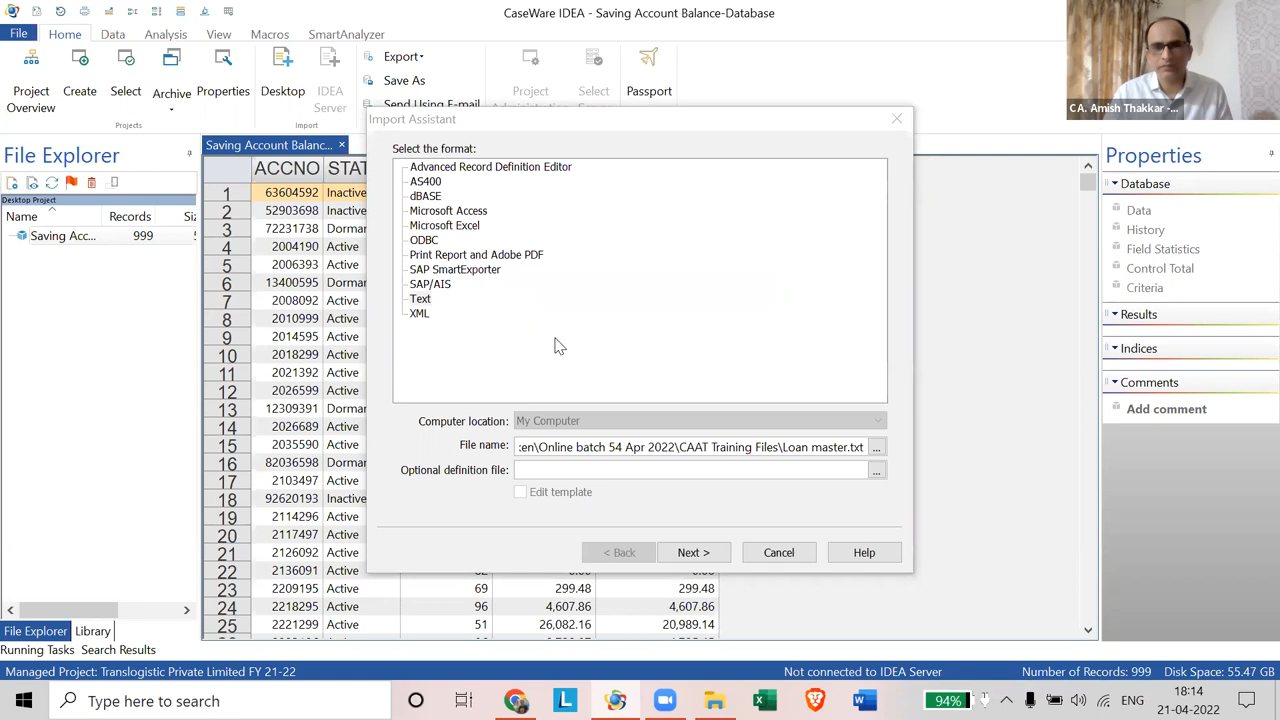 CaseWare IDEA - Saving Account Balance-Database
File Home Data Analysis View Macros SmartAnalyzer
Project Overview
Create
Select
Archive
Properties
Desktop
IDEA Server
Export
Save As
Send Using E-mail
Project
Select
Passport
Projects
Import
CA. Amish Thakkar -...
File Explorer
Desktop Project
Name Records Siz
Saving Acc... 999
File Explorer Library
Running Tasks Search Results
Saving Account Balanc... ×
ACCNO STAT
1 63604592 Inactive
2 52903698 Inactive
3 72231738 Dorman
4 2004190 Active
5 2006393 Active
6 13400595 Dorman
7 2008092 Active
8 2010999 Active
9 2014595 Active
10 2018299 Active
11 2021392 Active
12 2026599 Active
13 12309391 Dorman
14 2026689 Active
15 2035590 Active
16 82036598 Dorman
17 2103497 Active
18 92620193 Inactive
19 2114296 Active
20 2117497 Active
21 2126092 Active
22 2136091 Active
23 2209195 Active 69 299.48 299.48
24 2218295 Active 96 4,607.86 4,607.86
25 2221299 Active 51 26,082.16 20,989.14
Import Assistant
Select the format:
Advanced Record Definition Editor
AS400
dBASE
Microsoft Access
Microsoft Excel
ODBC
Print Report and Adobe PDF
SAP SmartExporter
SAP/AIS
Text
XML
Computer location: My Computer
File name: :en\Online batch 54 Apr 2022\CAAT Training Files\Loan master.txt ...
Optional definition file: ...
Edit template
< Back Next > Cancel Help
Properties
Database
Data
History
Field Statistics
Control Total
Criteria
Results
Indices
Comments
Add comment
Managed Project: Translogistic Private Limited FY 21-22 Not connected to IDEA Server Number of Records: 999 Disk Space: 55.47 GB
Type here to search
94%
ENG
18:14
21-04-2022